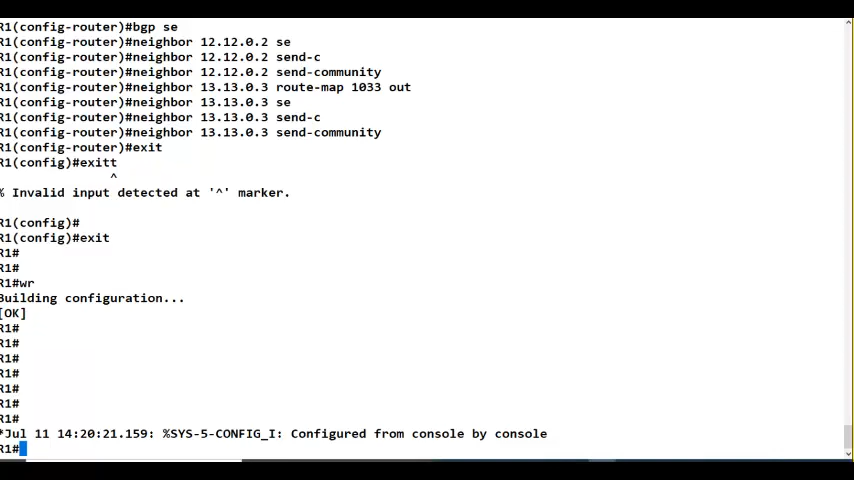 R1(config-router)#bgp se
R1(config-router)#neighbor 12.12.0.2 se
R1(config-router)#neighbor 12.12.0.2 send-c
R1(config-router)#neighbor 12.12.0.2 send-community
R1(config-router)#neighbor 13.13.0.3 route-map 1033 out
R1(config-router)#neighbor 13.13.0.3 se
R1(config-router)#neighbor 13.13.0.3 send-c
R1(config-router)#neighbor 13.13.0.3 send-community
R1(config-router)#exit
R1(config)#exitt
^
% Invalid input detected at '^' marker.
R1(config)#
R1(config)#exit
R1#
R1#
R1#wr
Building configuration...
[OK]
R1#
R1#
R1#
R1#
R1#
R1#
R1#
*Jul 11 14:20:21.159: %SYS-5-CONFIG_I: Configured from console by console
R1#